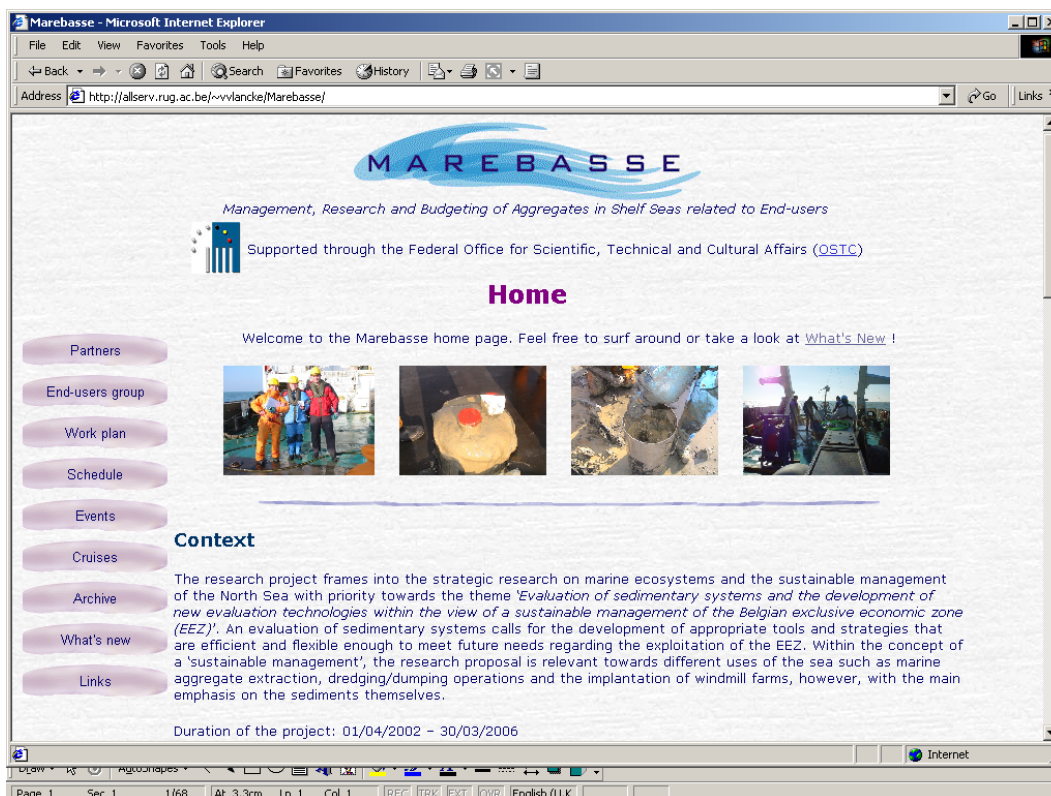 Marebasse - Microsoft Internet Explorer
File Edit View Favorites Tools Help
Back Search Favorites History
Address http://allserv.rug.ac.be/~vvlancke/Marebasse/ Go Links
MAREBASSE
Management, Research and Budgeting of Aggregates in Shelf Seas related to End-users
Supported through the Federal Office for Scientific, Technical and Cultural Affairs (OSTC)
Home
Welcome to the Marebasse home page. Feel free to surf around or take a look at What's New !
Partners
End-users group
Work plan
Schedule
Events
Cruises
Archive
What's new
Links
Context
The research project frames into the strategic research on marine ecosystems and the sustainable management
of the North Sea with priority towards the theme ‘Evaluation of sedimentary systems and the development of
new evaluation technologies within the view of a sustainable management of the Belgian exclusive economic zone
(EEZ)’. An evaluation of sedimentary systems calls for the development of appropriate tools and strategies that
are efficient and flexible enough to meet future needs regarding the exploitation of the EEZ. Within the concept of
a ‘sustainable management’, the research proposal is relevant towards different uses of the sea such as marine
aggregate extraction, dredging/dumping operations and the implantation of windmill farms, however, with the main
emphasis on the sediments themselves.
Duration of the project: 01/04/2002 – 30/03/2006
Internet
Draw AutoShapes
Page 1 Sec 1 1/68 At 3.3cm Ln 1 Col 1 REC TRK EXT OVR English (U.K